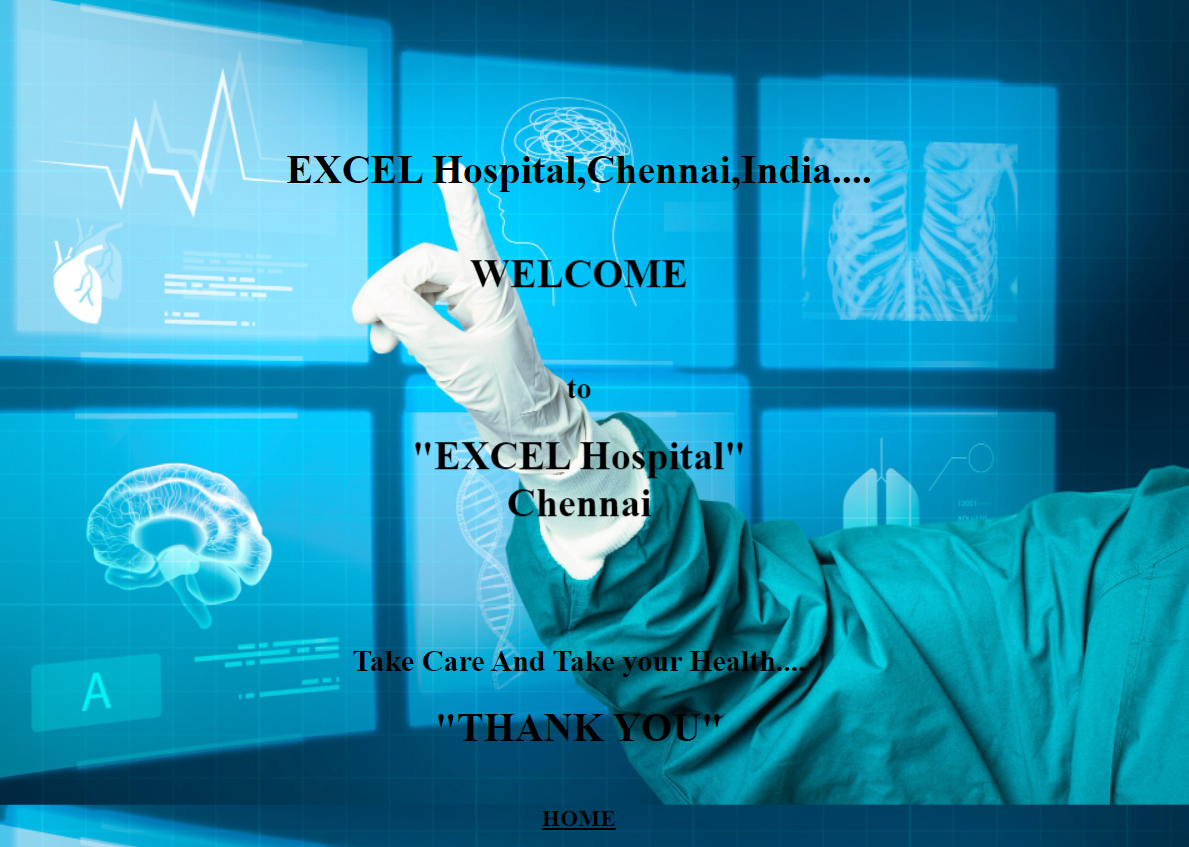 EXCEL Hospital,Chennai,India....
WELCOME
to
"EXCEL Hospital"
Chennai
A
Take Care And Take your Health....
"THANK YOU"
HOME